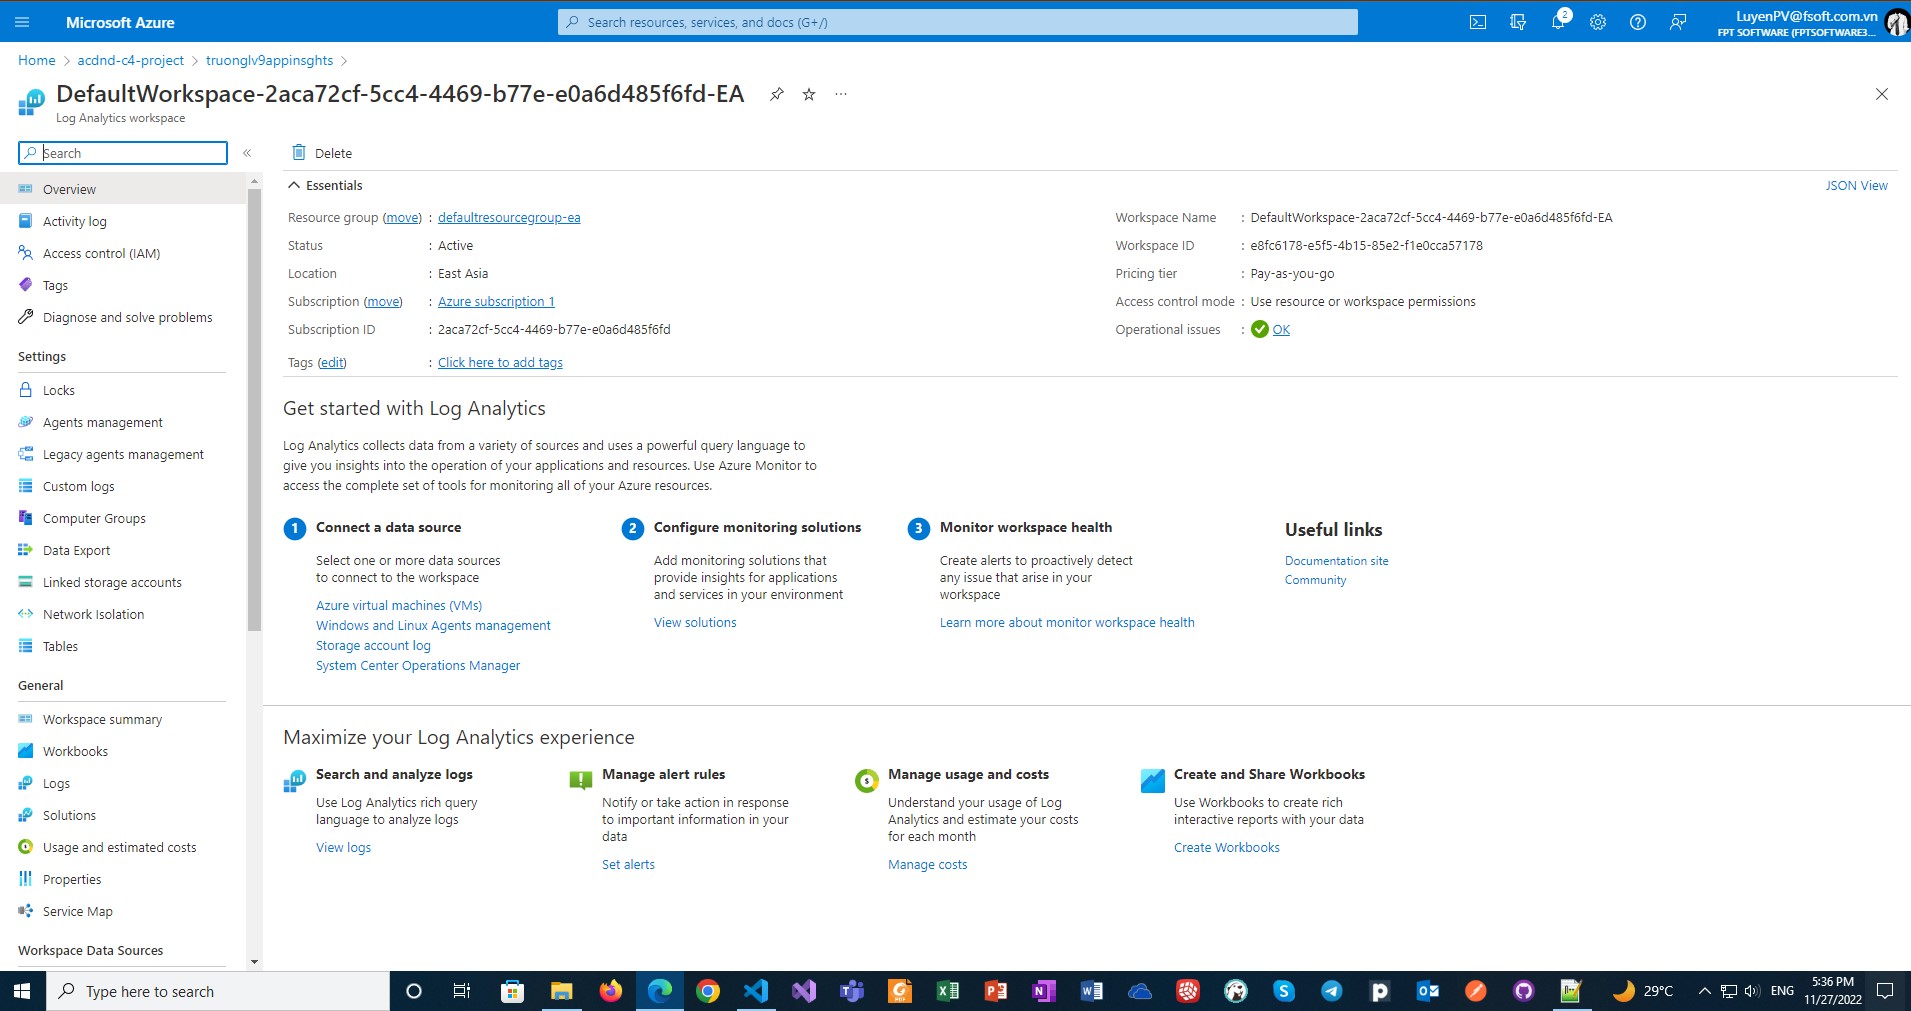 Microsoft Azure
Search resources, services, and docs (G+/)
2
LuyenPV@fsoft.com.vn
FPT SOFTWARE (FPTSOFTWARE3...
Home > acdnd-c4-project > truonglv9appinsghts >
DefaultWorkspace-2aca72cf-5cc4-4469-b77e-e0a6d485f6fd-EA
Log Analytics workspace
Search
Delete
Overview
Activity log
Access control (IAM)
Tags
Diagnose and solve problems
Settings
Locks
Agents management
Legacy agents management
Custom logs
Computer Groups
Data Export
Linked storage accounts
Network Isolation
Tables
General
Workspace summary
Workbooks
Logs
Solutions
Usage and estimated costs
Properties
Service Map
Workspace Data Sources
Essentials
JSON View
Resource group (move) : defaultresourcegroup-ea
Status : Active
Location : East Asia
Subscription (move) : Azure subscription 1
Subscription ID : 2aca72cf-5cc4-4469-b77e-e0a6d485f6fd
Tags (edit) : Click here to add tags
Workspace Name : DefaultWorkspace-2aca72cf-5cc4-4469-b77e-e0a6d485f6fd-EA
Workspace ID : e8fc6178-e5f5-4b15-85e2-f1e0cca57178
Pricing tier : Pay-as-you-go
Access control mode : Use resource or workspace permissions
Operational issues : OK
Get started with Log Analytics
Log Analytics collects data from a variety of sources and uses a powerful query language to
give you insights into the operation of your applications and resources. Use Azure Monitor to
access the complete set of tools for monitoring all of your Azure resources.
1 Connect a data source
Select one or more data sources
to connect to the workspace
Azure virtual machines (VMs)
Windows and Linux Agents management
Storage account log
System Center Operations Manager
2 Configure monitoring solutions
Add monitoring solutions that
provide insights for applications
and services in your environment
View solutions
3 Monitor workspace health
Create alerts to proactively detect
any issue that arise in your
workspace
Learn more about monitor workspace health
Useful links
Documentation site
Community
Maximize your Log Analytics experience
Search and analyze logs
Use Log Analytics rich query
language to analyze logs
View logs
Manage alert rules
Notify or take action in response
to important information in your
data
Set alerts
Manage usage and costs
Understand your usage of Log
Analytics and estimate your costs
for each month
Manage costs
Create and Share Workbooks
Use Workbooks to create rich
interactive reports with your data
Create Workbooks
Type here to search
29°C
ENG
5:36 PM
11/27/2022